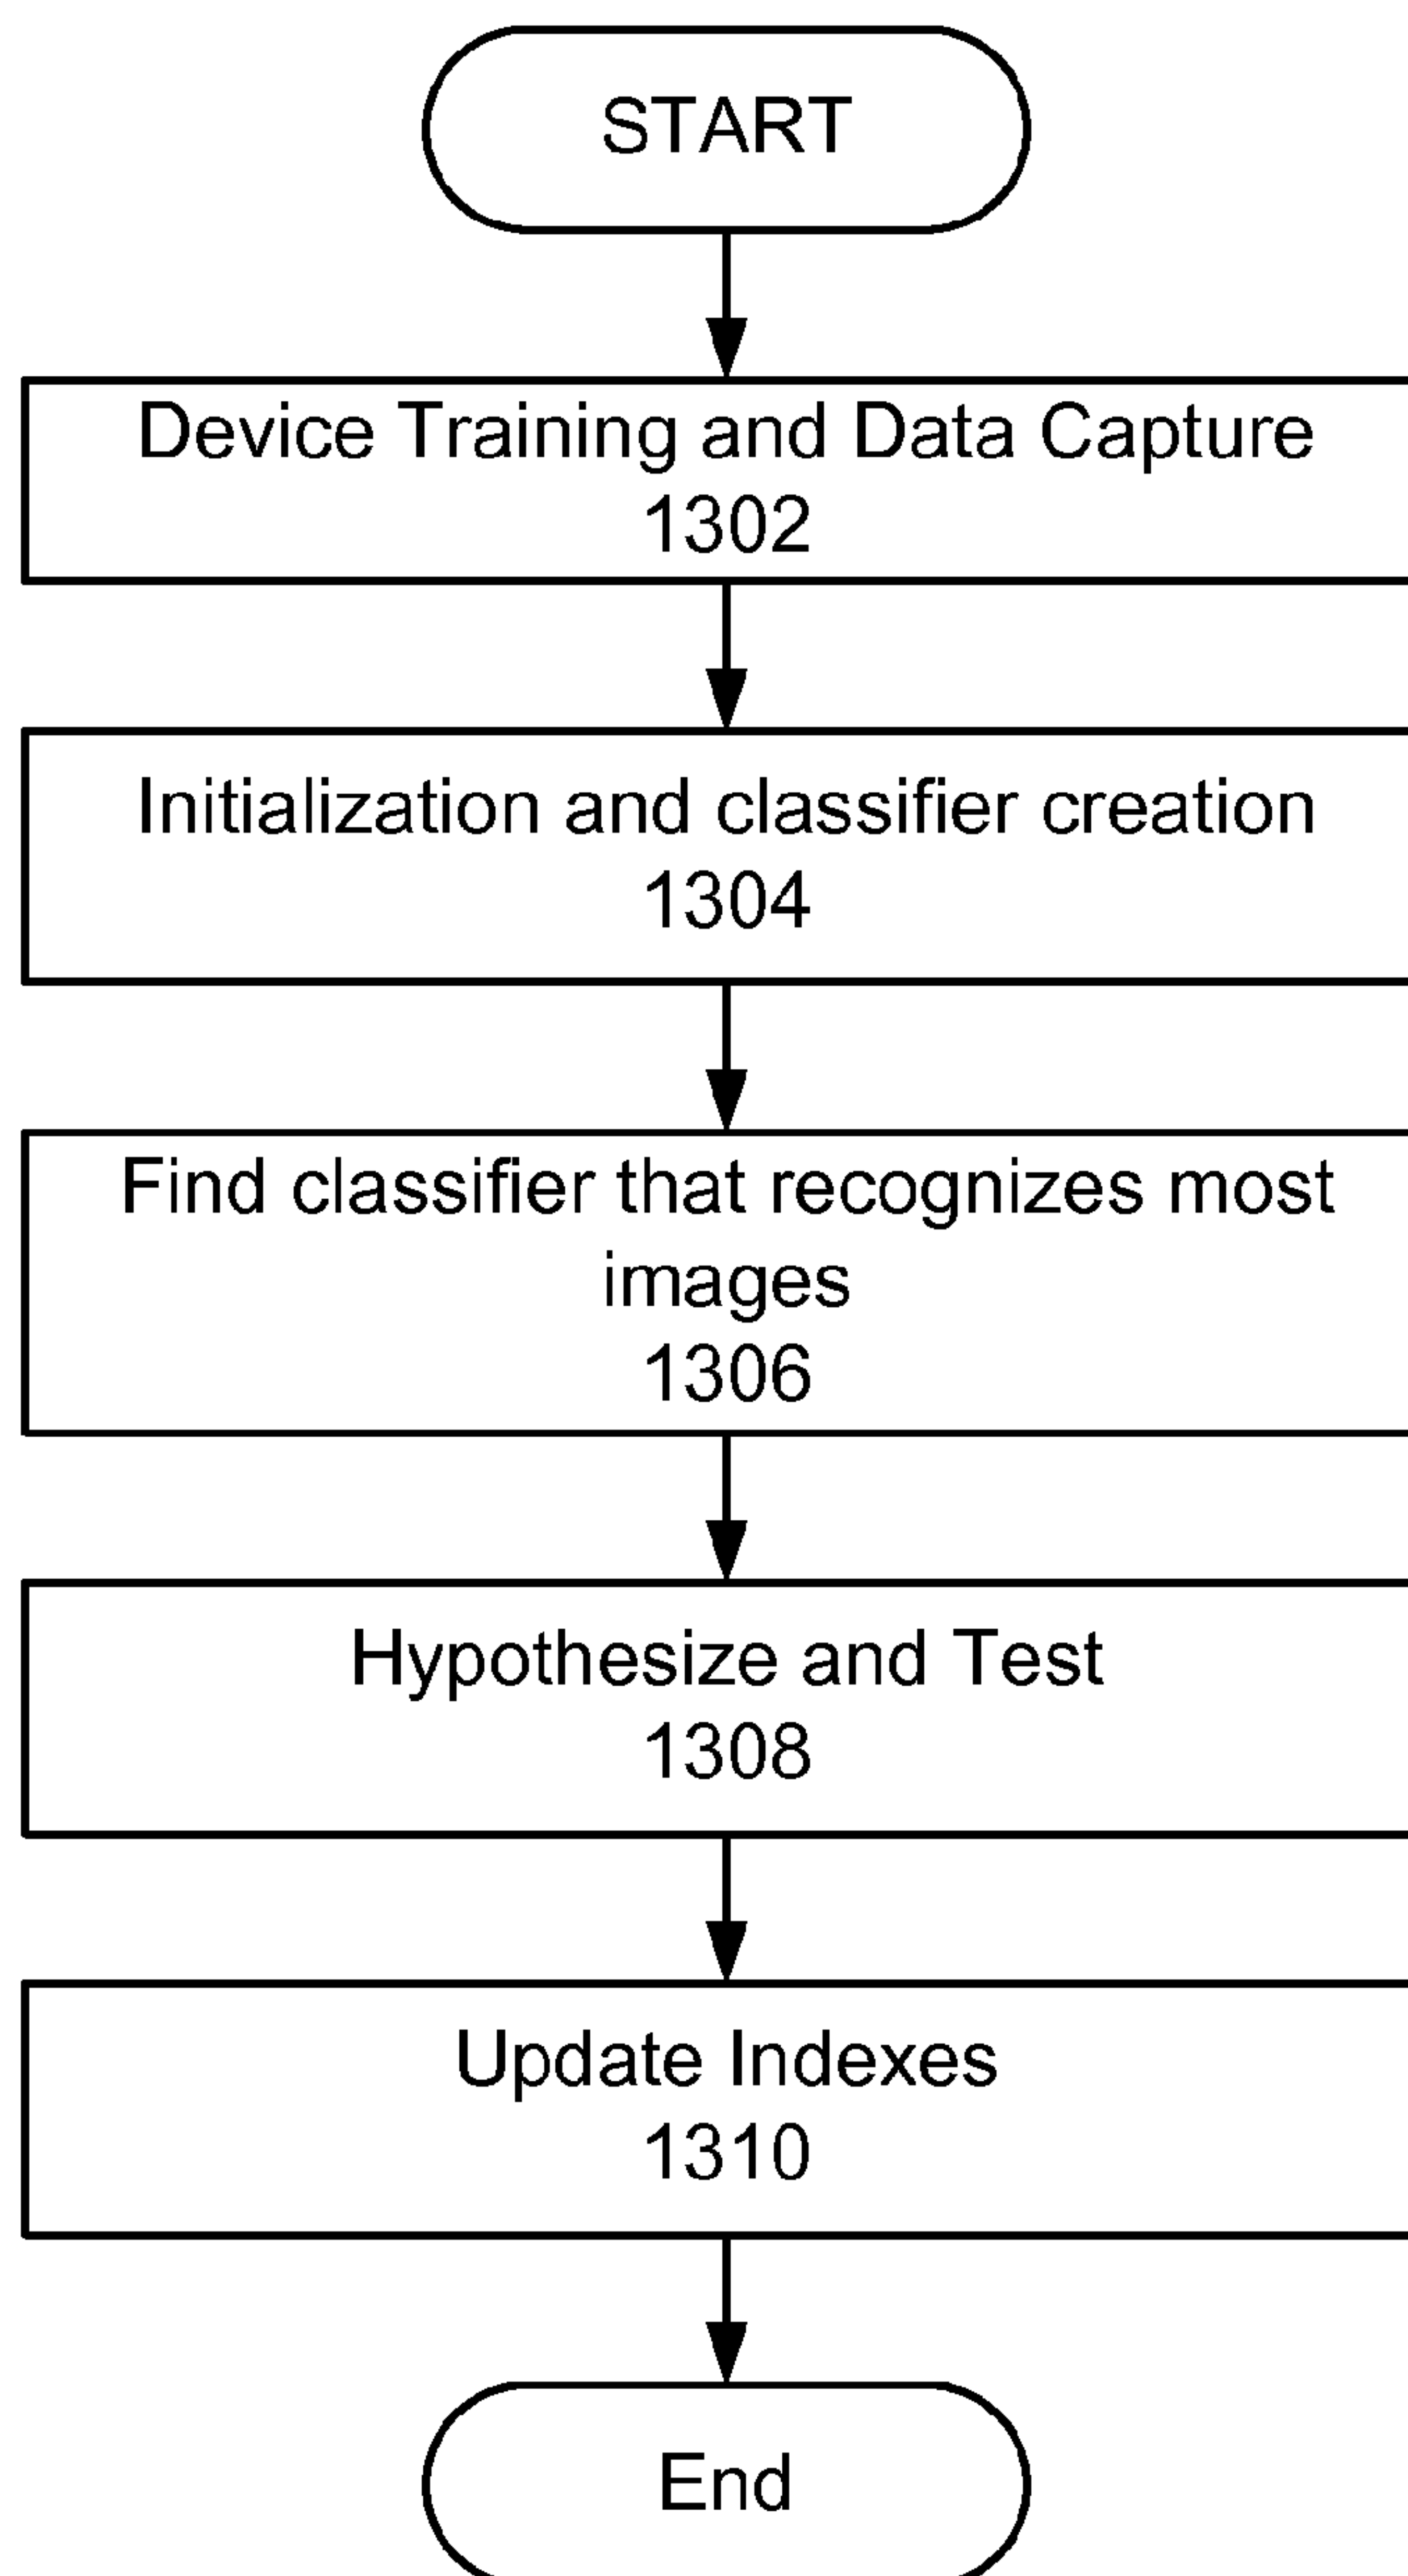 START
Device Training and Data Capture
1302
Initialization and classifier creation
1304
Find classifier that recognizes most
images
1306
Hypothesize and Test
1308
Update Indexes
1310
End